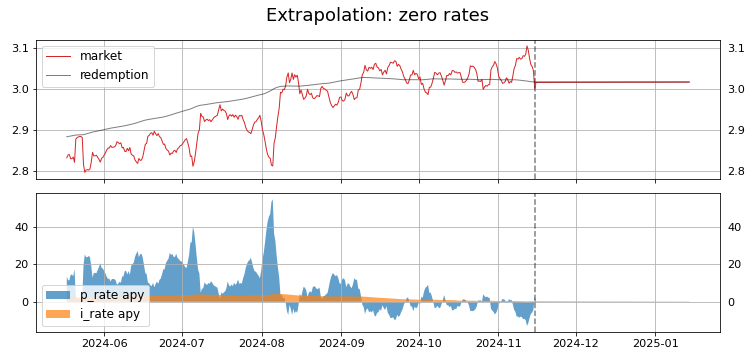 Extrapolation: zero rates
3.1
3.1
market
redemption
3.0
3.0
2.9
2.9
2.8
2.8
40
40
20
20
p_rate apy
0
0
i_rate apy
2024-06 2024-07 2024-08 2024-09 2024-10 2024-11 2024-12 2025-01